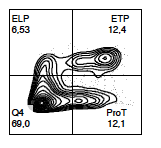 ELP ETP
6,53 12,4
Q4 ProT
69,0 12,1